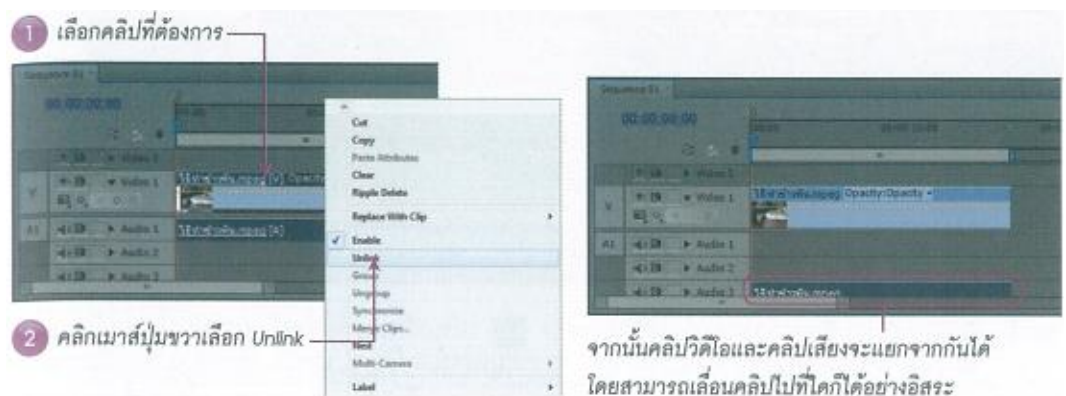 1 เลือกคลิปที่ต้องการ
Sequence 01
00:00:00:00
Video 2
Video 1
Audio 1
Audio 2
Audio 3
Cut
Copy
Paste Attributes
Clear
Ripple Delete
Replace With Clip
Enable
Unlink
Group
Ungroup
Synchronize
Merge Clips...
Nest
Multi-Camera
Label
2 คลิกเมาส์ปุ่มขวาเลือก Unlink
Sequence 01
00:00:00:00
Video 2
V Video 1
Opacity:Opacity
A1 Audio 1
Audio 2
Audio 3
จากนั้นคลิปวิดีโอและคลิปเสียงจะแยกจากกันได้
โดยสามารถเลื่อนคลิปไปที่ใดก็ได้อย่างอิสระ